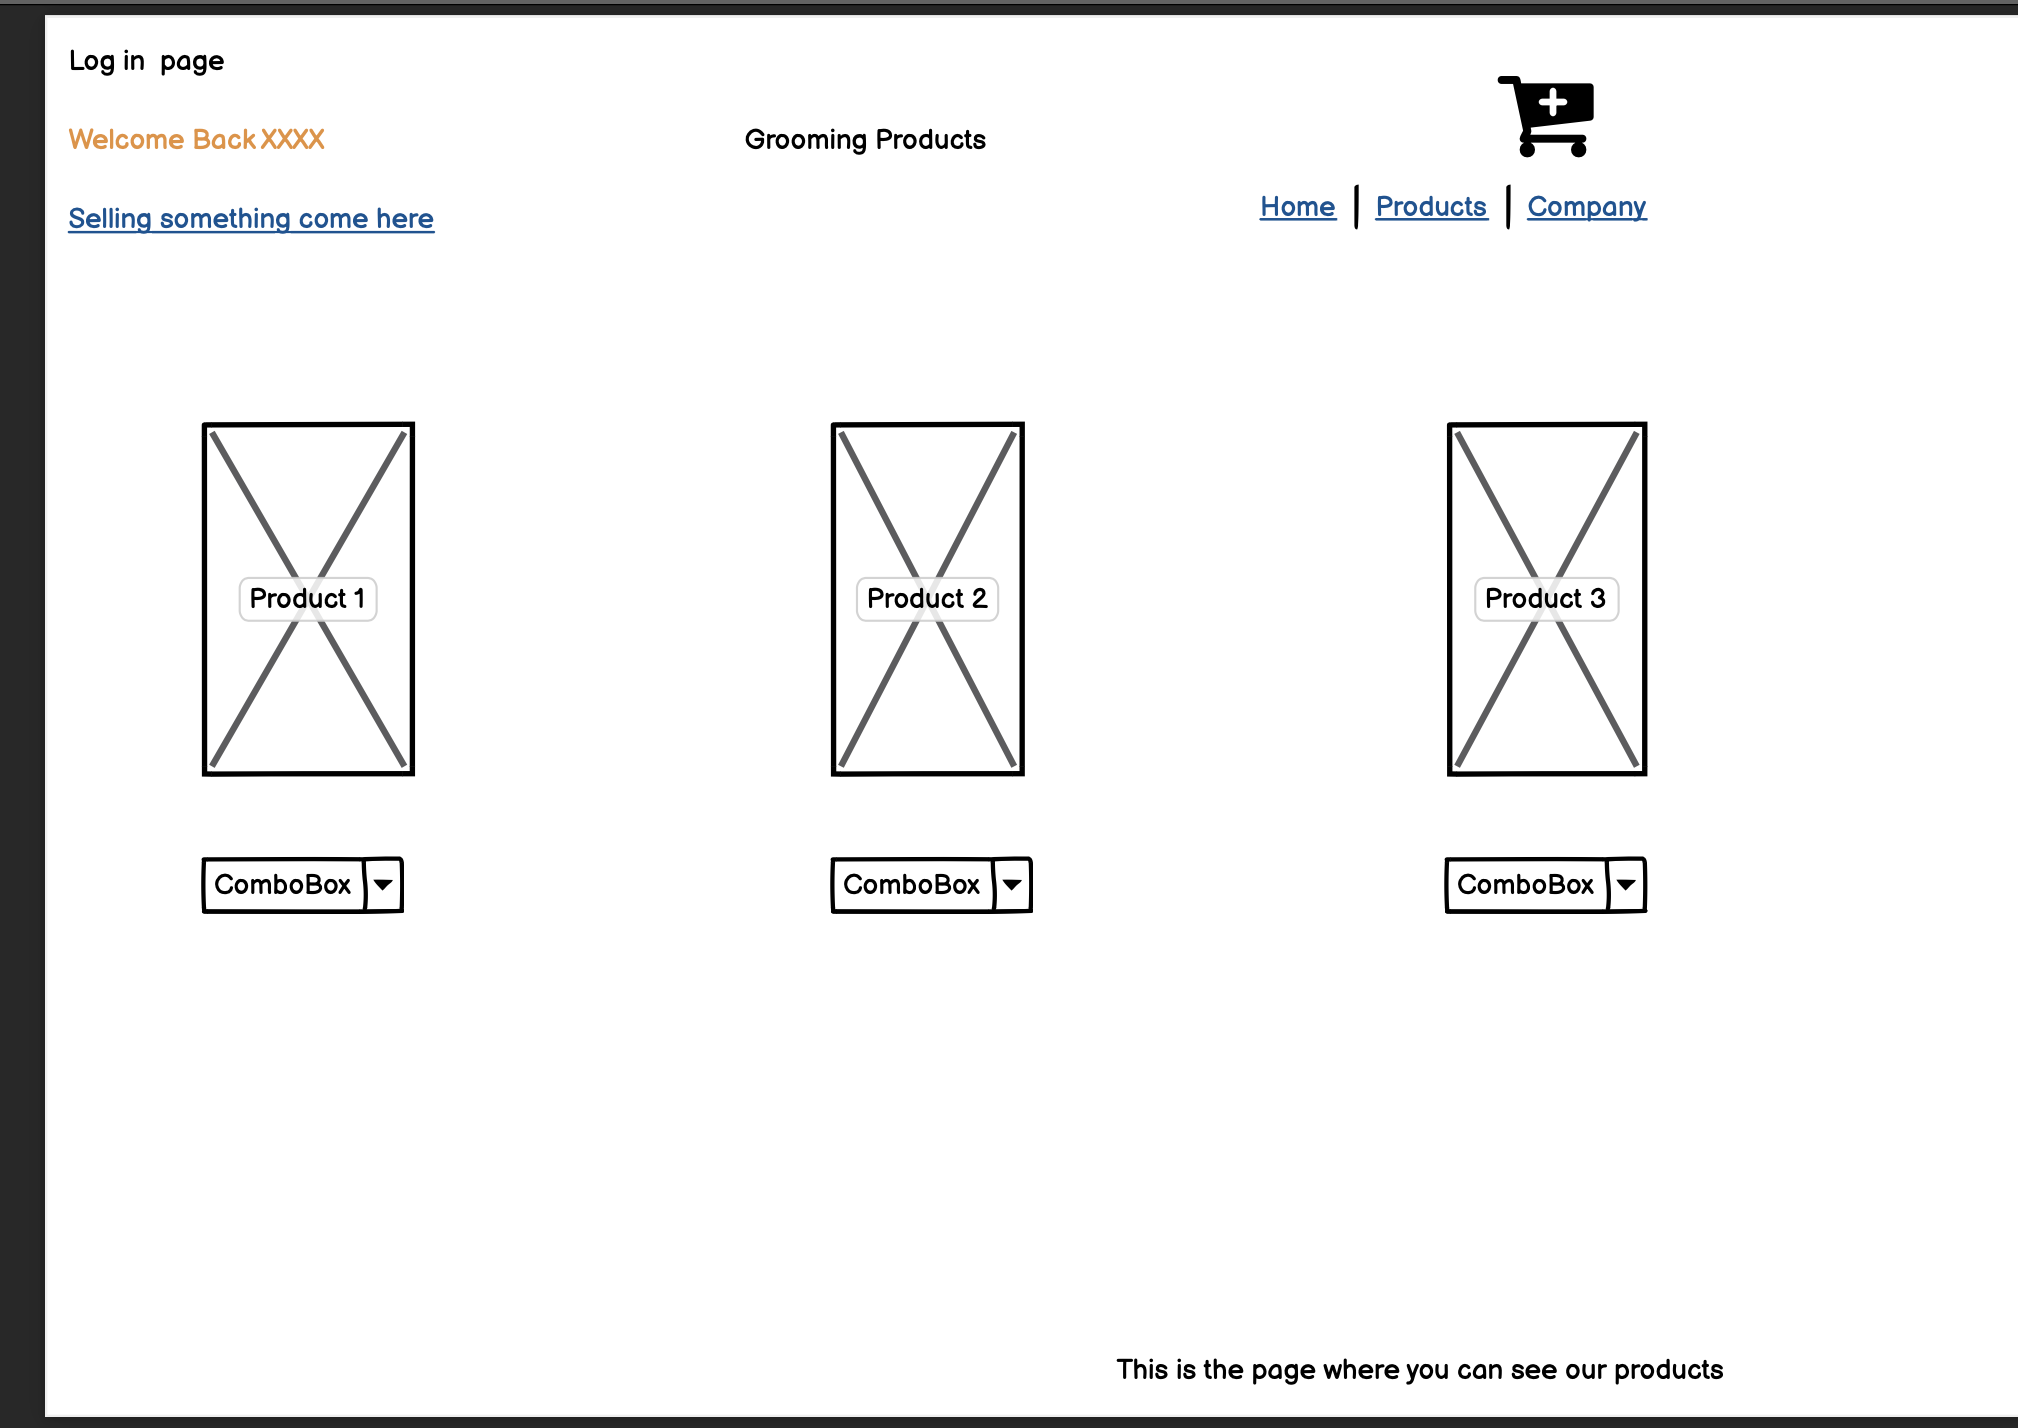 Log in page
Welcome Back XXXX
Grooming Products
Selling something come here
Home | Products | Company
Product 1
Product 2
Product 3
ComboBox
ComboBox
ComboBox
This is the page where you can see our products